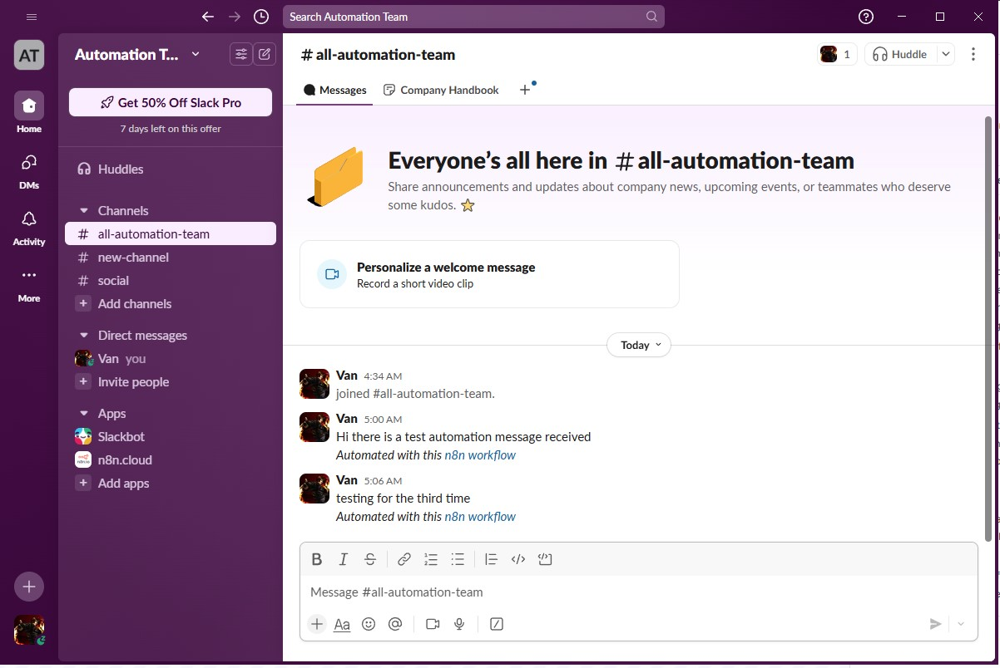 Search Automation Team
AT
Automation T...
Get 50% Off Slack Pro
7 days left on this offer
Home
DMs
Activity
More
Huddles
Channels
# all-automation-team
# new-channel
# social
+ Add channels
Direct messages
Van you
+ Invite people
Apps
Slackbot
n8n.cloud
+ Add apps
# all-automation-team
1
Huddle
Messages
Company Handbook
+
Everyone’s all here in # all-automation-team
Share announcements and updates about company news, upcoming events, or teammates who deserve
some kudos. ⭐
Personalize a welcome message
Record a short video clip
Today
Van 4:34 AM
joined #all-automation-team.
Van 5:00 AM
Hi there is a test automation message received
Automated with this n8n workflow
Van 5:06 AM
testing for the third time
Automated with this n8n workflow
B I S
Message #all-automation-team
+ Aa @